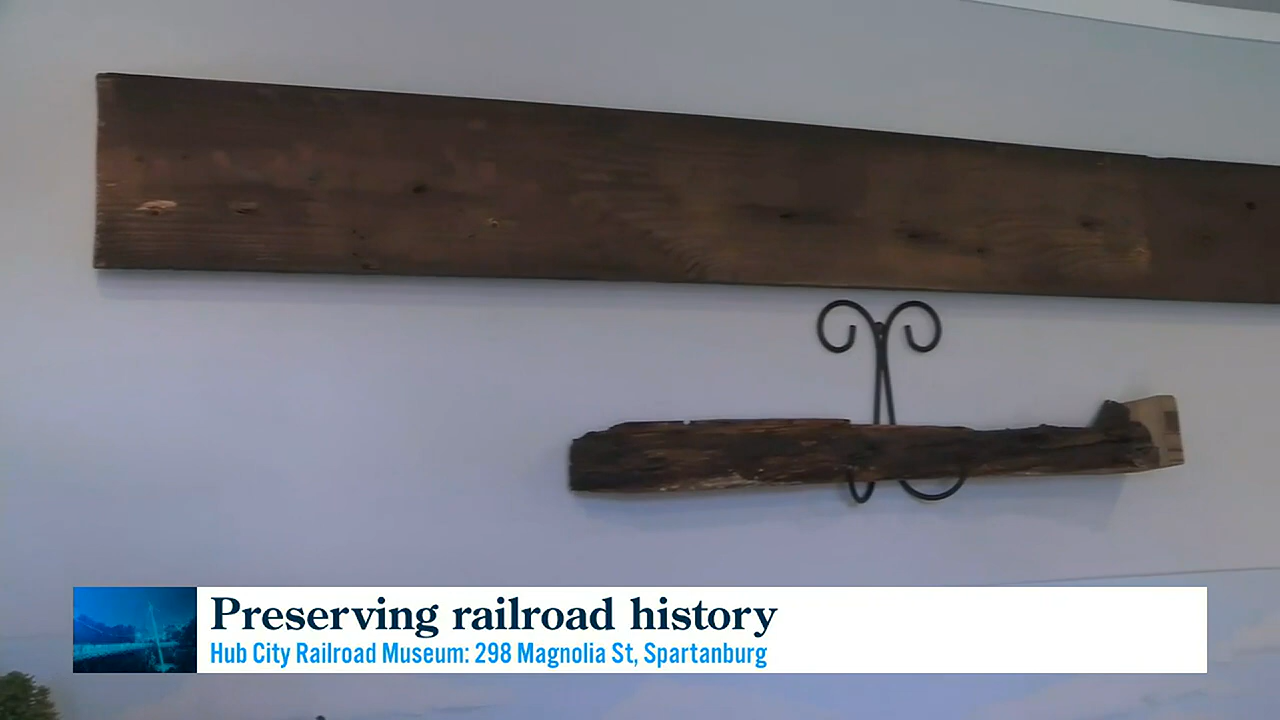 Preserving railroad history
Hub City Railroad Museum: 298 Magnolia St, Spartanburg